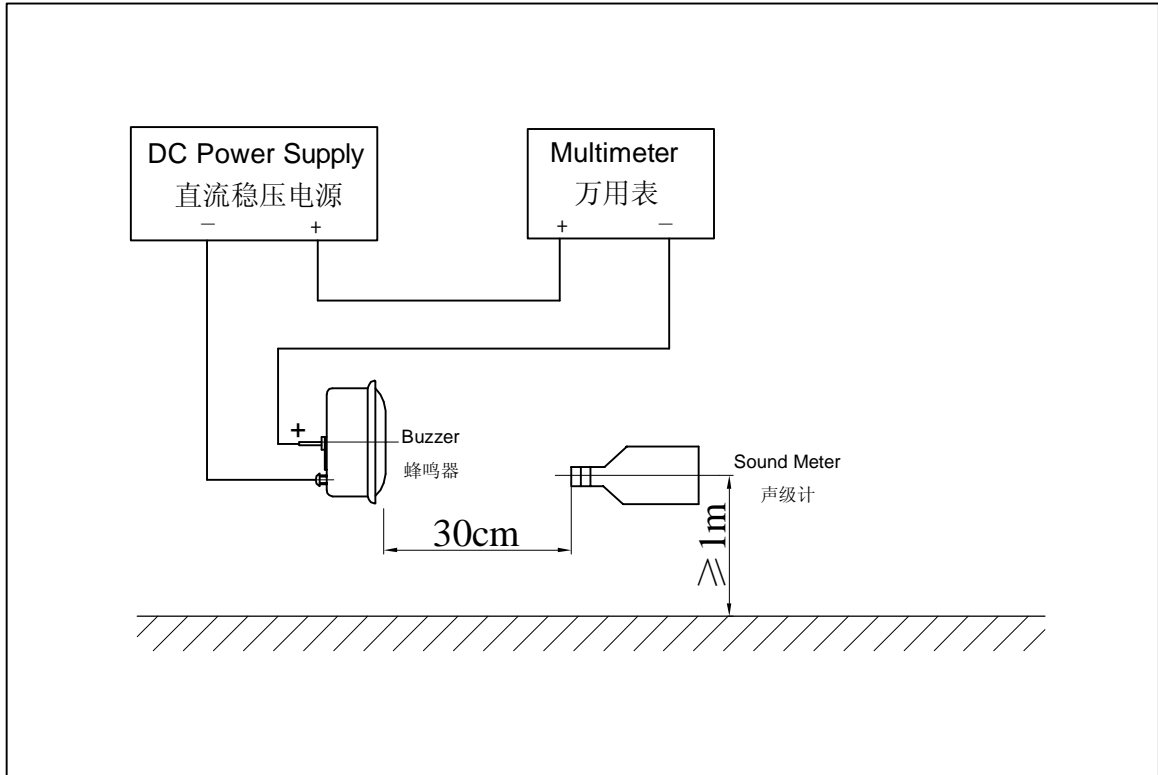 DC Power Supply
直流稳压电源
－ +
Multimeter
万用表
+ －
+
Buzzer
蜂鸣器
Sound Meter
声级计
30cm
≥1m